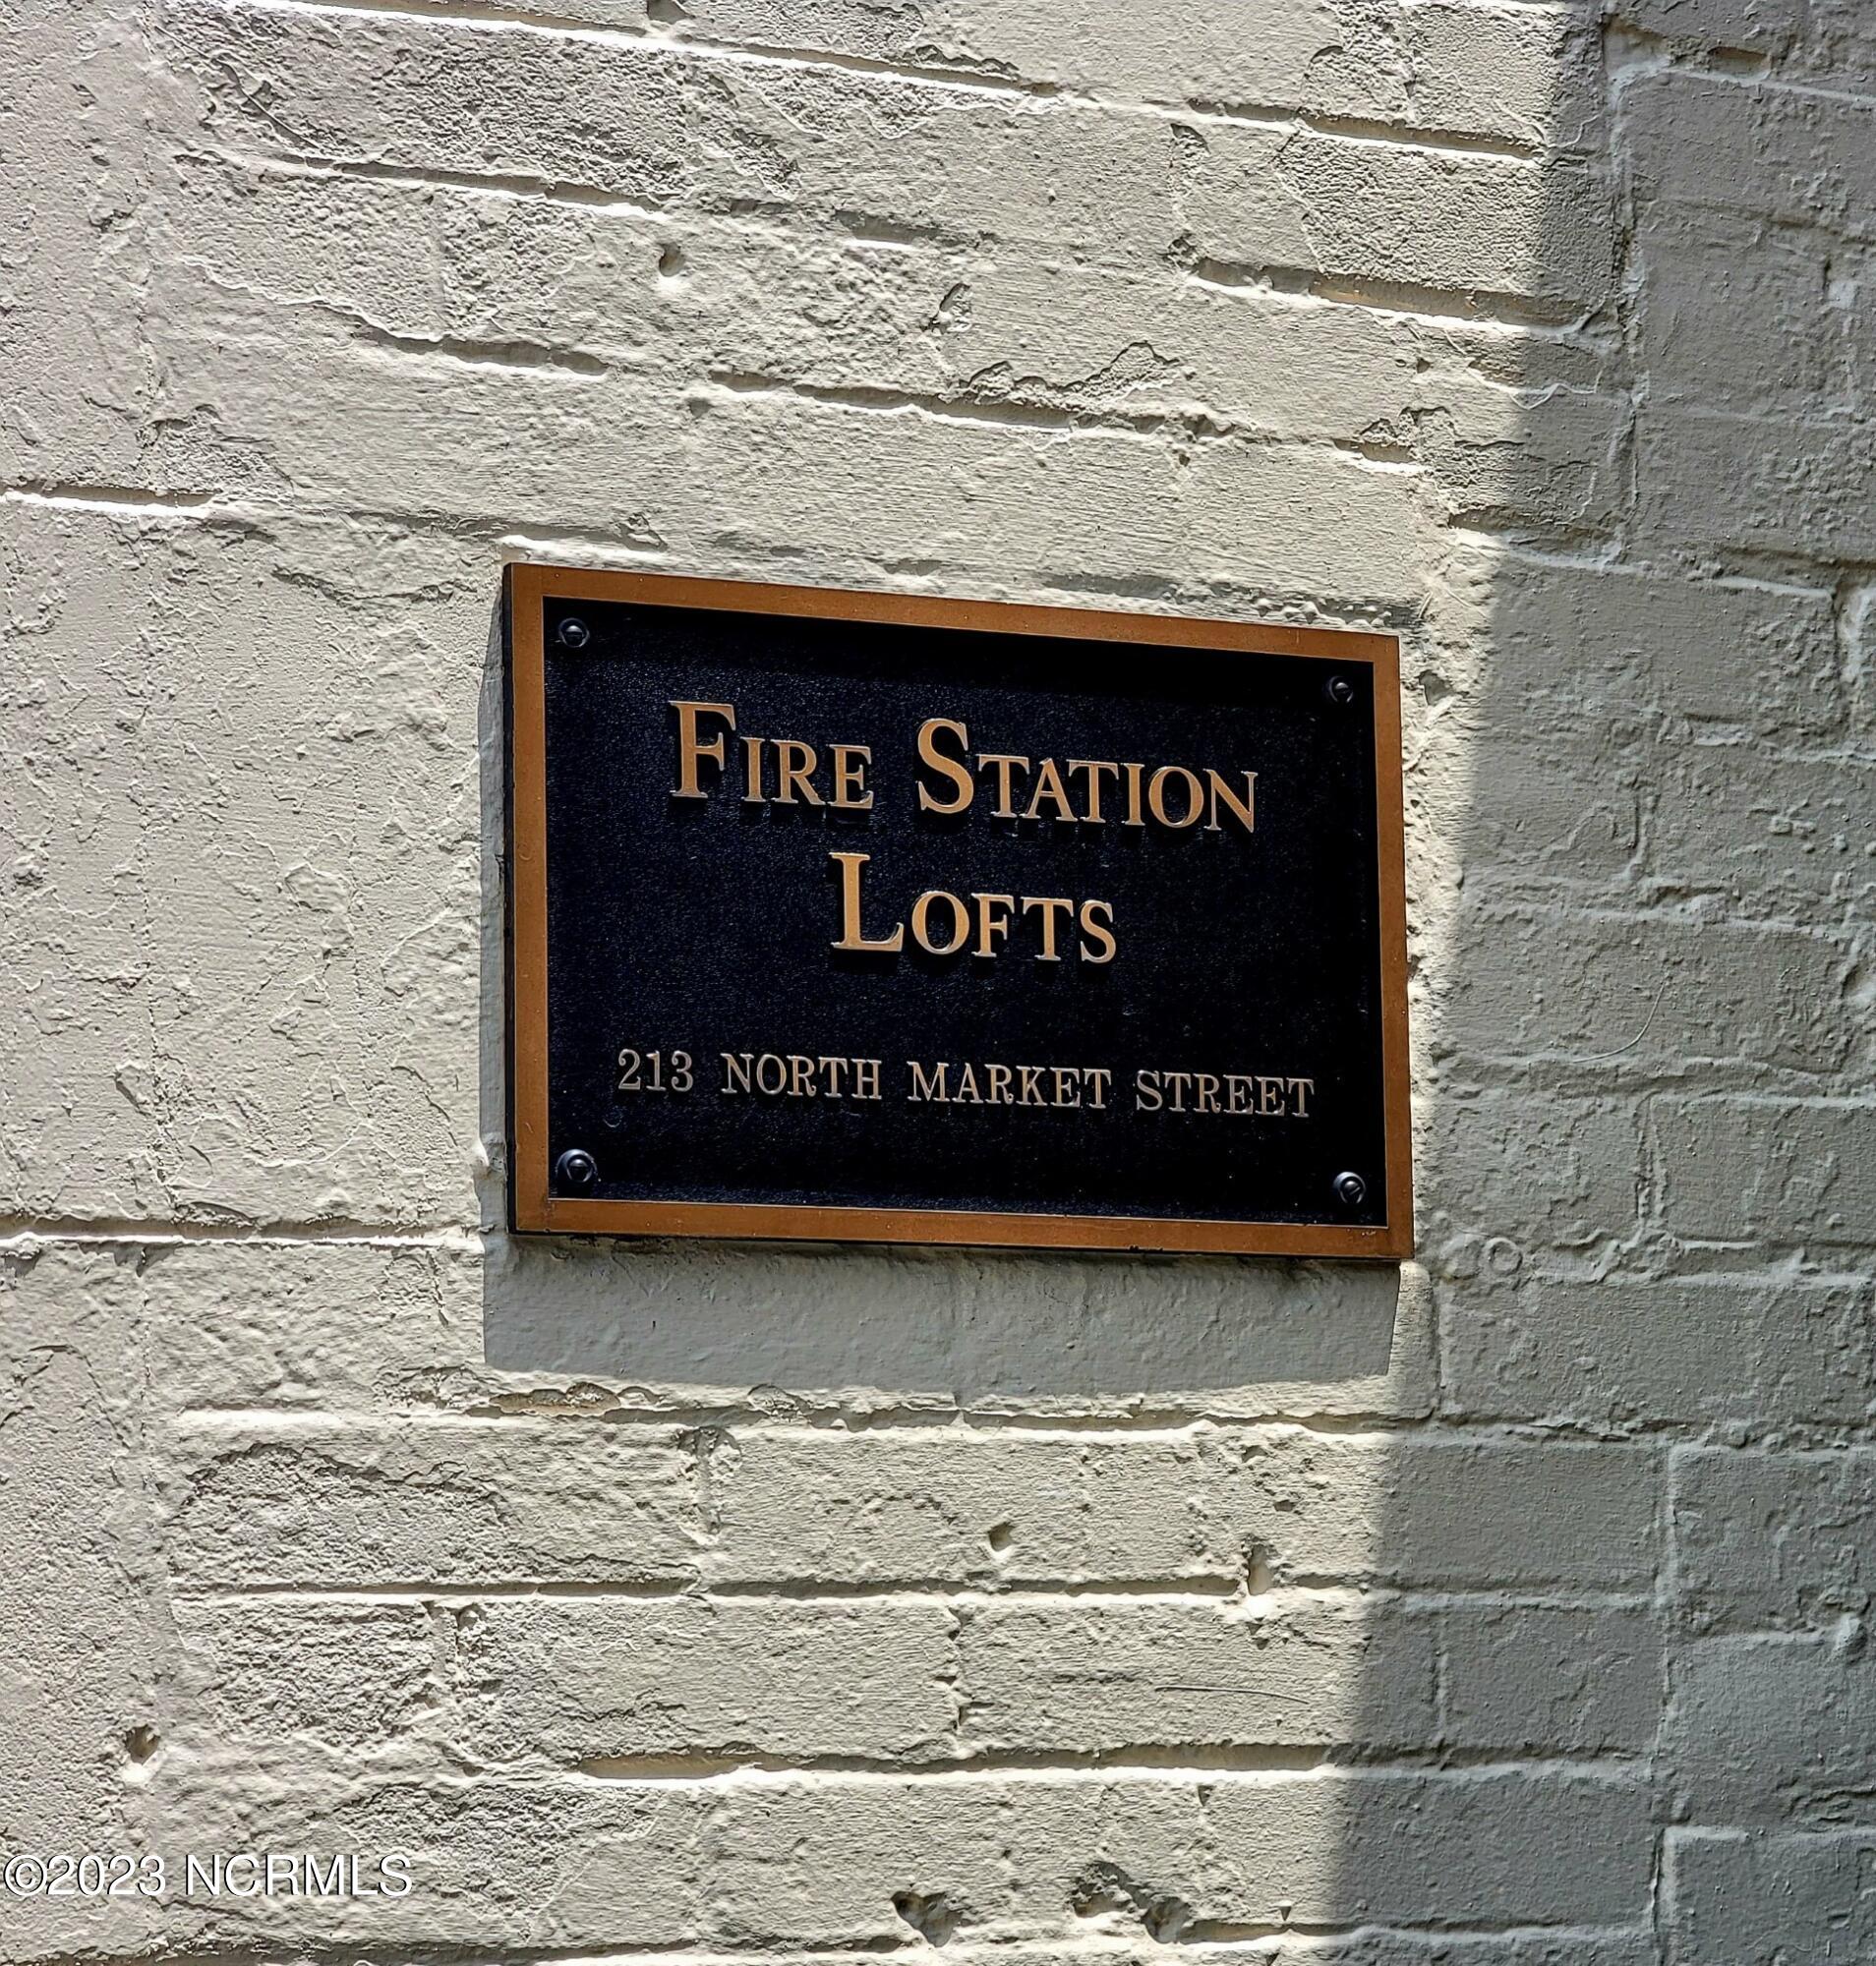 FIRE STATION
LOFTS
213 NORTH MARKET STREET
©2023 NCRMLS